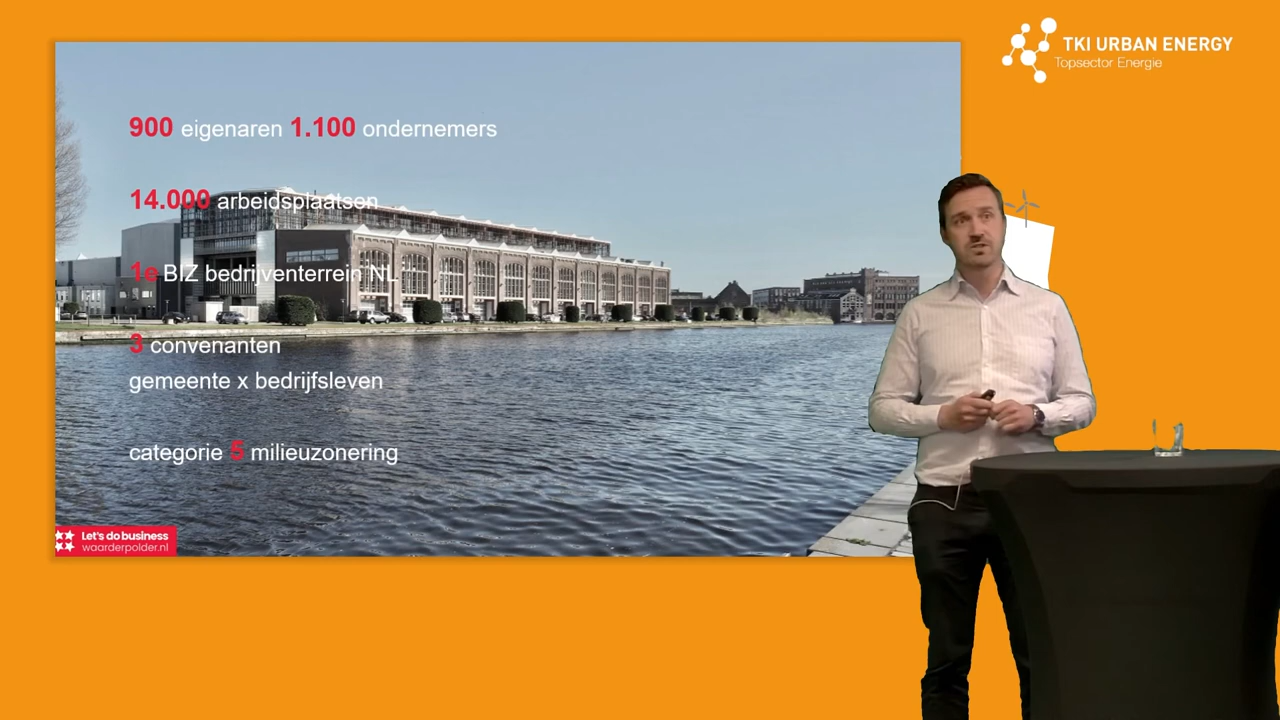 TKI URBAN ENERGY
Topsector Energie
900 eigenaren 1.100 ondernemers
14.000 arbeidsplaatsen
1e BIZ bedrijventerrein NL
3 convenanten
gemeente x bedrijfsleven
categorie 5 milieuzonering
Let's do business
waarderpolder.nl